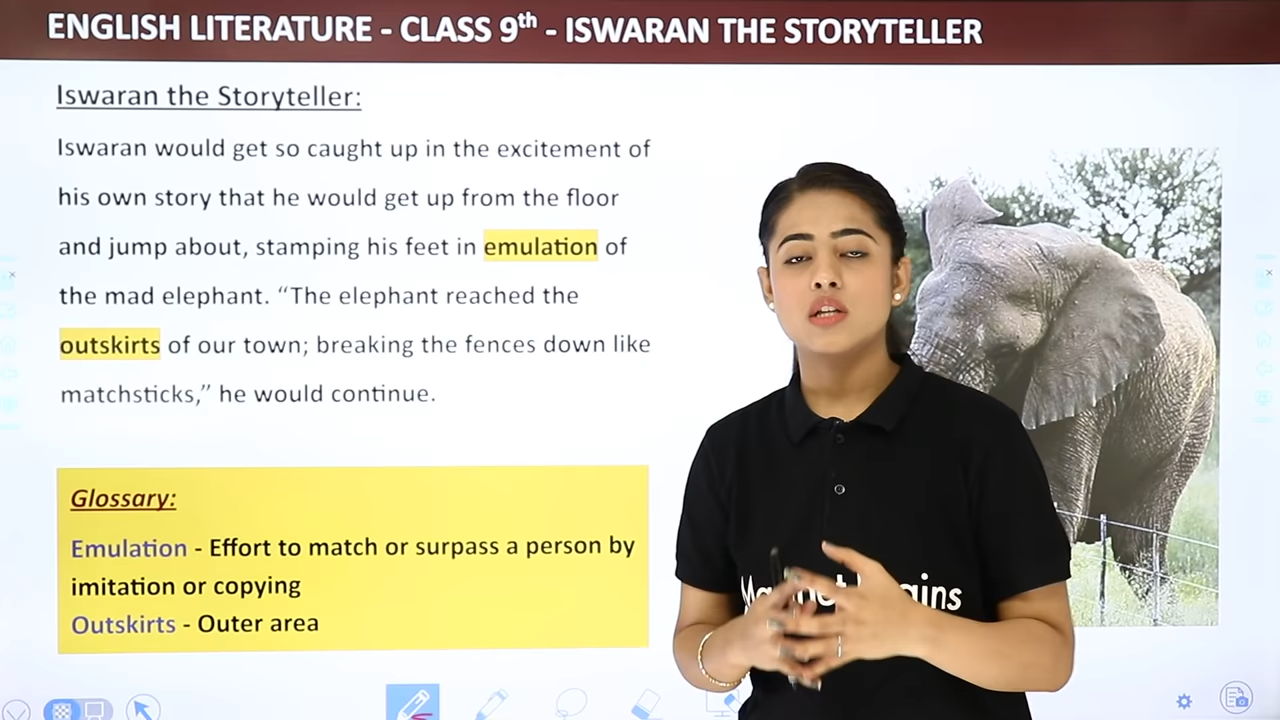 ENGLISH LITERATURE - CLASS 9th - ISWARAN THE STORYTELLER
Iswaran the Storyteller:
Iswaran would get so caught up in the excitement of
his own story that he would get up from the floor
and jump about, stamping his feet in emulation of
the mad elephant. “The elephant reached the
outskirts of our town; breaking the fences down like
matchsticks,” he would continue.
Glossary:
Emulation - Effort to match or surpass a person by
imitation or copying
Outskirts - Outer area